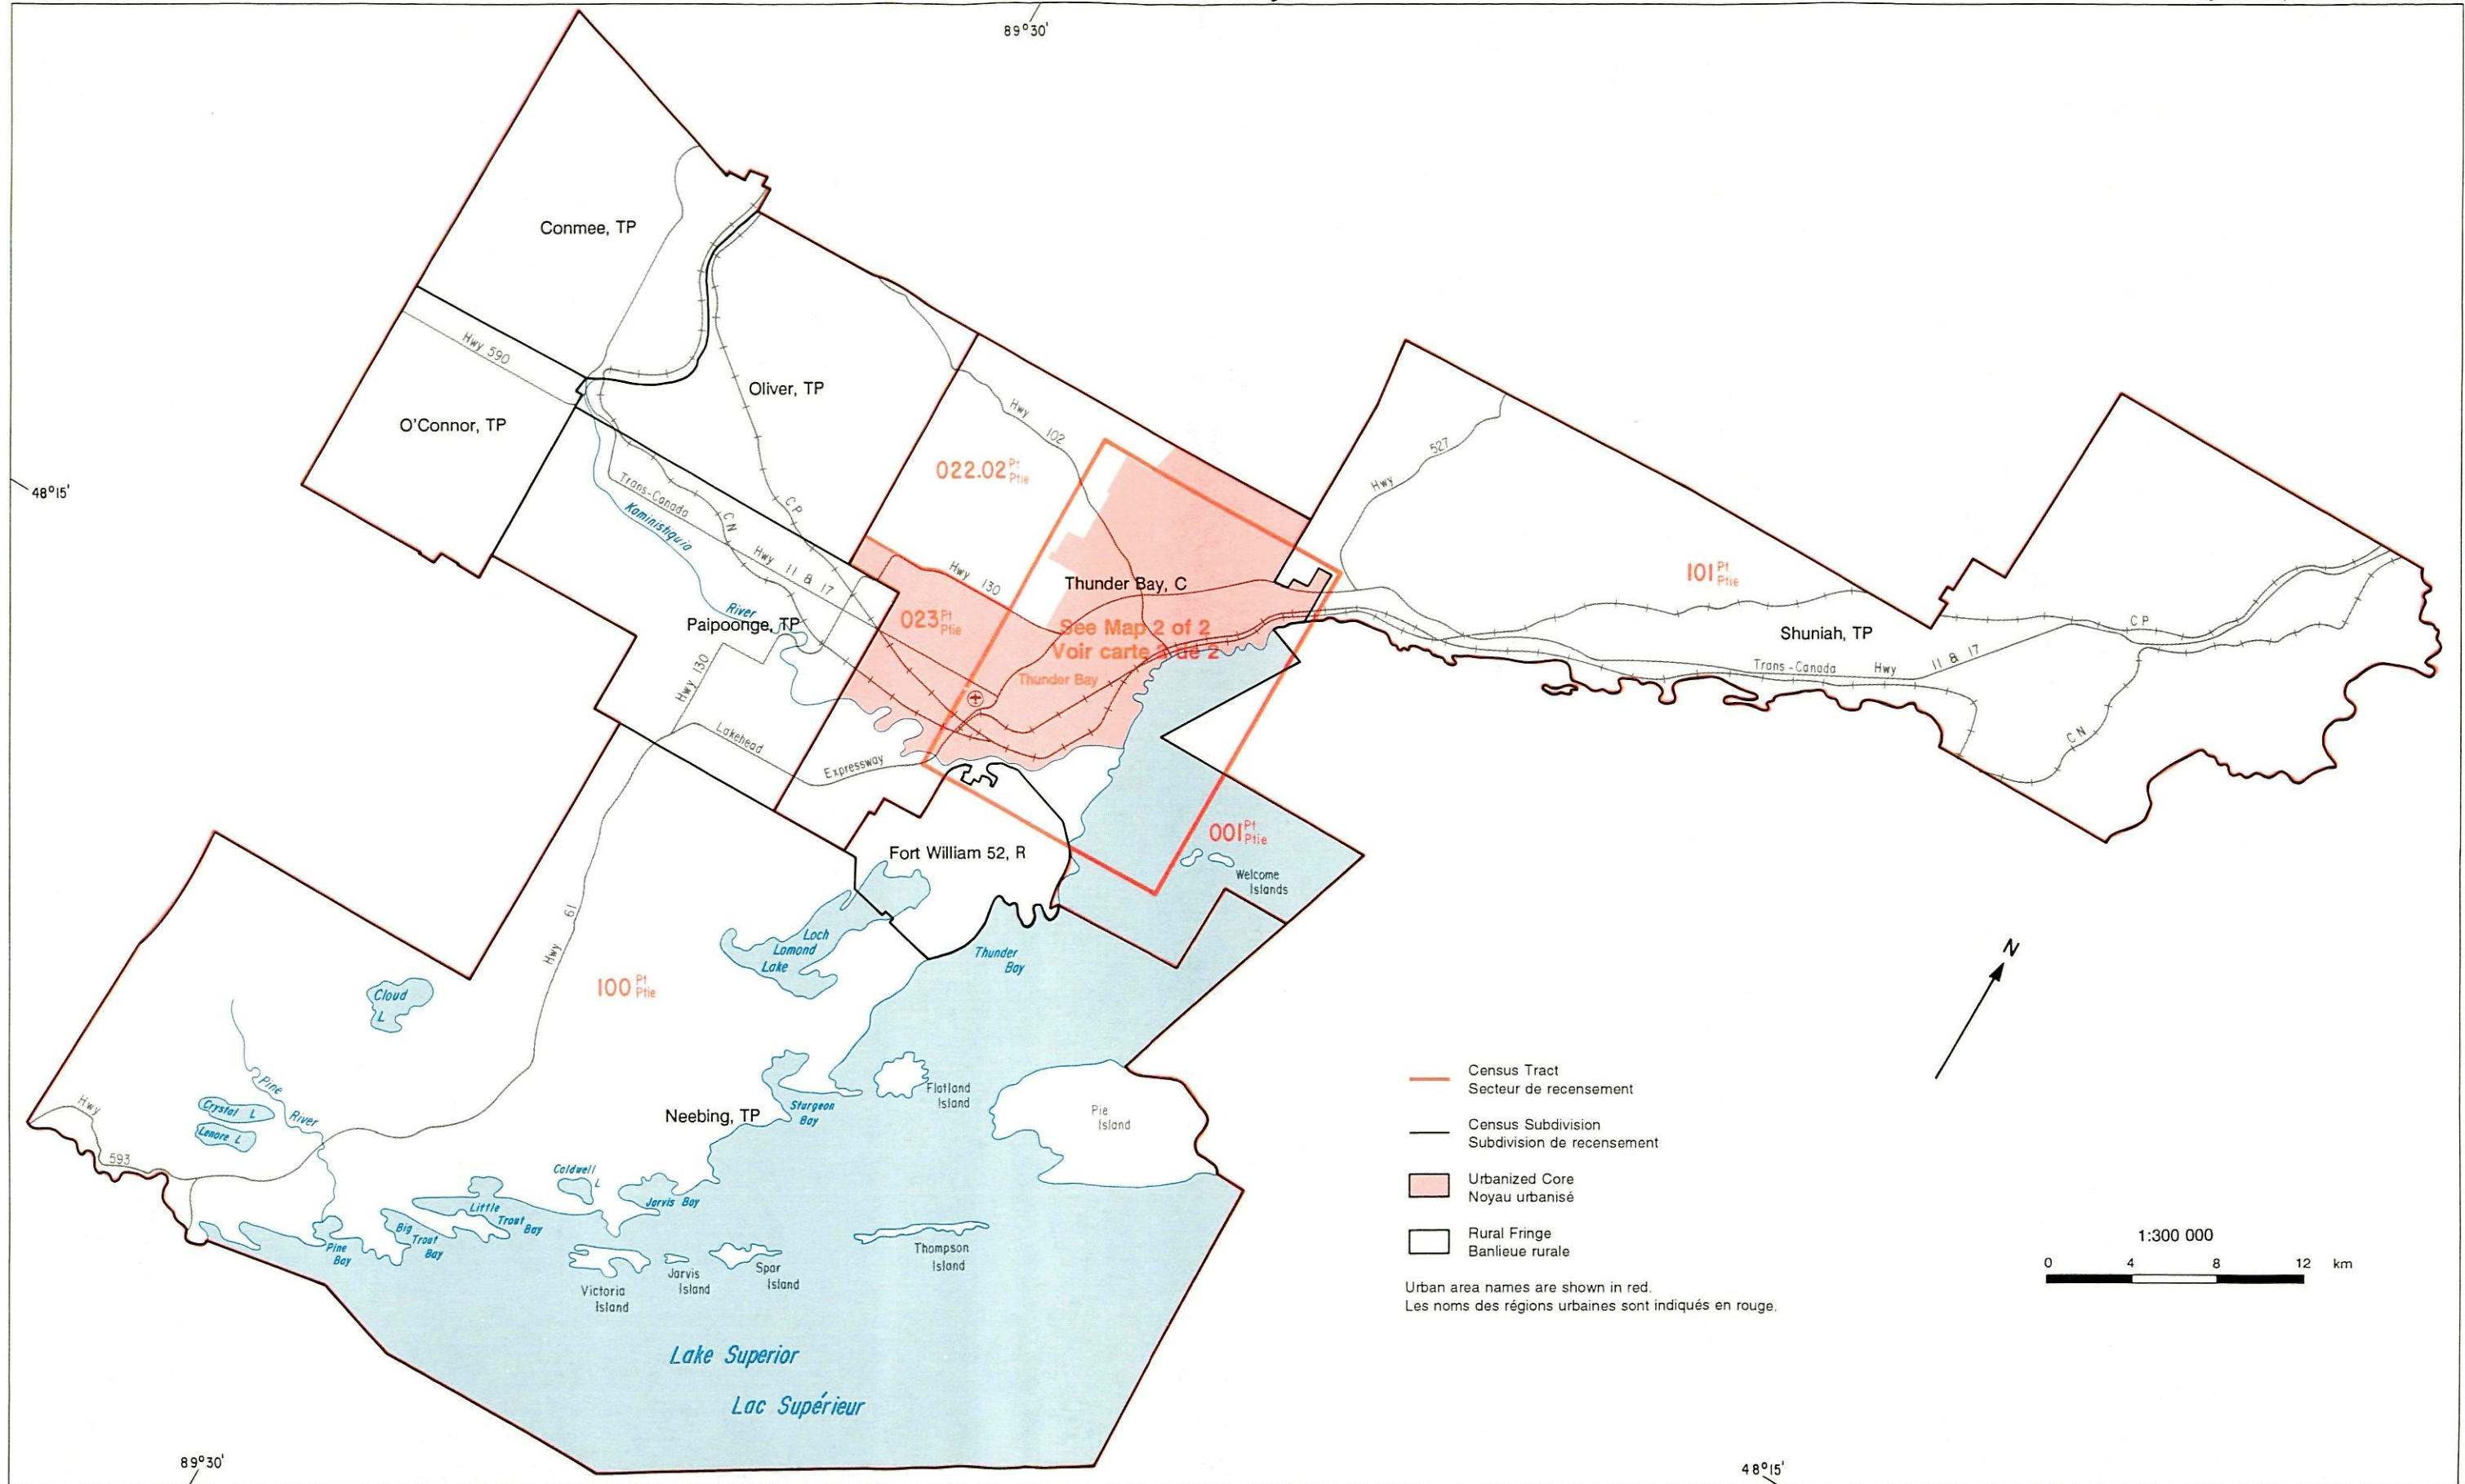 89°30'
Conmee, TP
Hwy 590
Oliver, TP
O'Connor, TP
Hwy 102
022.02 Pt
Ptie
Hwy 527
48°15'
Trans-Canada
Hwy 11 & 17
C N
C P
Kaministiquia
River
Hwy 130
Thunder Bay, C
101 Pt
Ptie
023 Pt
Ptie
Paipoonge, TP
See Map 2 of 2
Voir carte 2 de 2
Thunder Bay
Shuniah, TP
C P
Trans-Canada Hwy 11 & 17
C N
Hwy 130
Lakehead
Expressway
001 Pt
Ptie
Fort William 52, R
Welcome
Islands
Hwy 61
Loch
Lomond
Lake
Thunder
Bay
N
100 Pt
Ptie
Cloud
L
Pine
River
Crystal L
Lenore L
Hwy
593
Flatland
Island
Neebing, TP
Sturgeon
Bay
Pie
Island
Caldwell
L
Jarvis Bay
Little
Trout
Bay
Big
Trout
Bay
Pine
Bay
Victoria
Island
Jarvis
Island
Spar
Island
Thompson
Island
Lake Superior
Lac Supérieur
Census Tract
Secteur de recensement
Census Subdivision
Subdivision de recensement
Urbanized Core
Noyau urbanisé
Rural Fringe
Banlieue rurale
Urban area names are shown in red.
Les noms des régions urbaines sont indiqués en rouge.
1:300 000
0 4 8 12 km
89°30'
48°15'